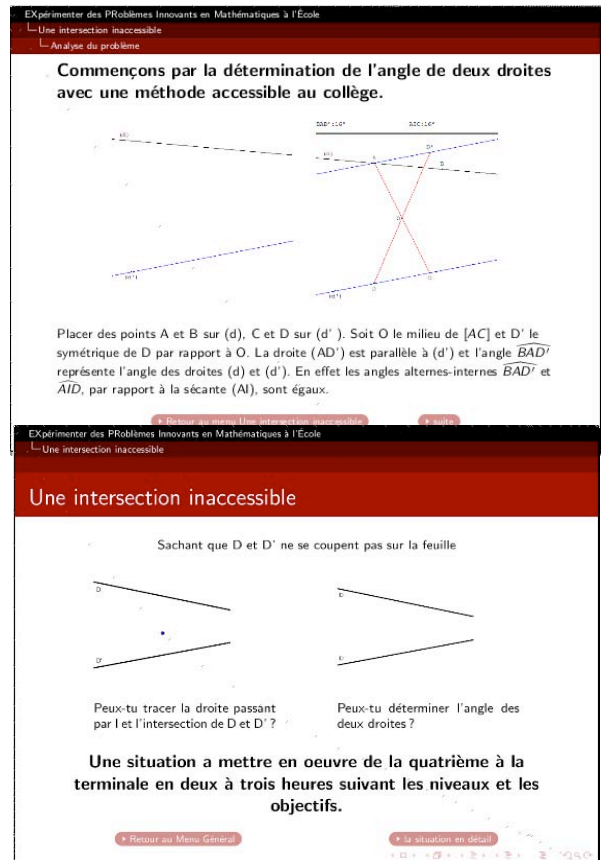 EXpérimenter des PRoblèmes Innovants en Mathématiques à l'École
Une intersection inaccessible
Analyse du problème
Commençons par la détermination de l'angle de deux droites
avec une méthode accessible au collège.
BAD':16°
(d)
A
D'
B
O
(d')
Placer des points A et B sur (d), C et D sur (d' ). Soit O le milieu de [AC] et D' le
symétrique de D par rapport à O. La droite (AD') est parallèle à (d') et l'angle BAD'
représente l'angle des droites (d) et (d'). En effet les angles alternes-internes BAD' et
AID, par rapport à la sécante (AI), sont égaux.
Retour au menu Une intersection inaccessible
suite
EXpérimenter des PRoblèmes Innovants en Mathématiques à l'École
Une intersection inaccessible
Une intersection inaccessible
Sachant que D et D' ne se coupent pas sur la feuille
D
D
D'
D
Peux-tu tracer la droite passant
par I et l'intersection de D et D' ?
Peux-tu déterminer l'angle des
deux droites ?
Une situation a mettre en oeuvre de la quatrième à la
terminale en deux à trois heures suivant les niveaux et les
objectifs.
Retour au Menu Général
la situation en détail